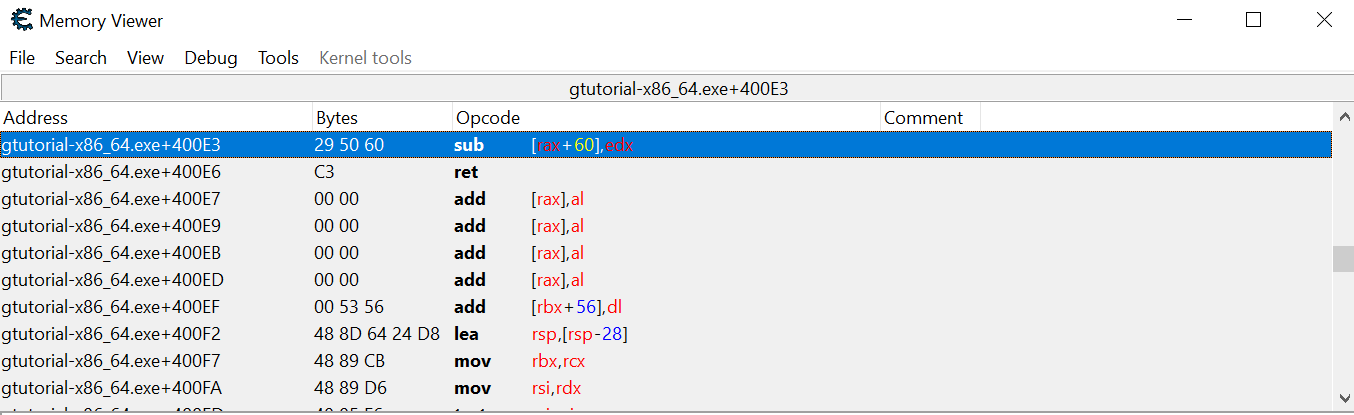 Memory Viewer
File Search View Debug Tools Kernel tools
gtutorial-x86_64.exe+400E3
Address Bytes Opcode Comment
gtutorial-x86_64.exe+400E3 29 50 60 sub [rax+60],edx
gtutorial-x86_64.exe+400E6 C3 ret
gtutorial-x86_64.exe+400E7 00 00 add [rax],al
gtutorial-x86_64.exe+400E9 00 00 add [rax],al
gtutorial-x86_64.exe+400EB 00 00 add [rax],al
gtutorial-x86_64.exe+400ED 00 00 add [rax],al
gtutorial-x86_64.exe+400EF 00 53 56 add [rbx+56],dl
gtutorial-x86_64.exe+400F2 48 8D 64 24 D8 lea rsp,[rsp-28]
gtutorial-x86_64.exe+400F7 48 89 CB mov rbx,rcx
gtutorial-x86_64.exe+400FA 48 89 D6 mov rsi,rdx